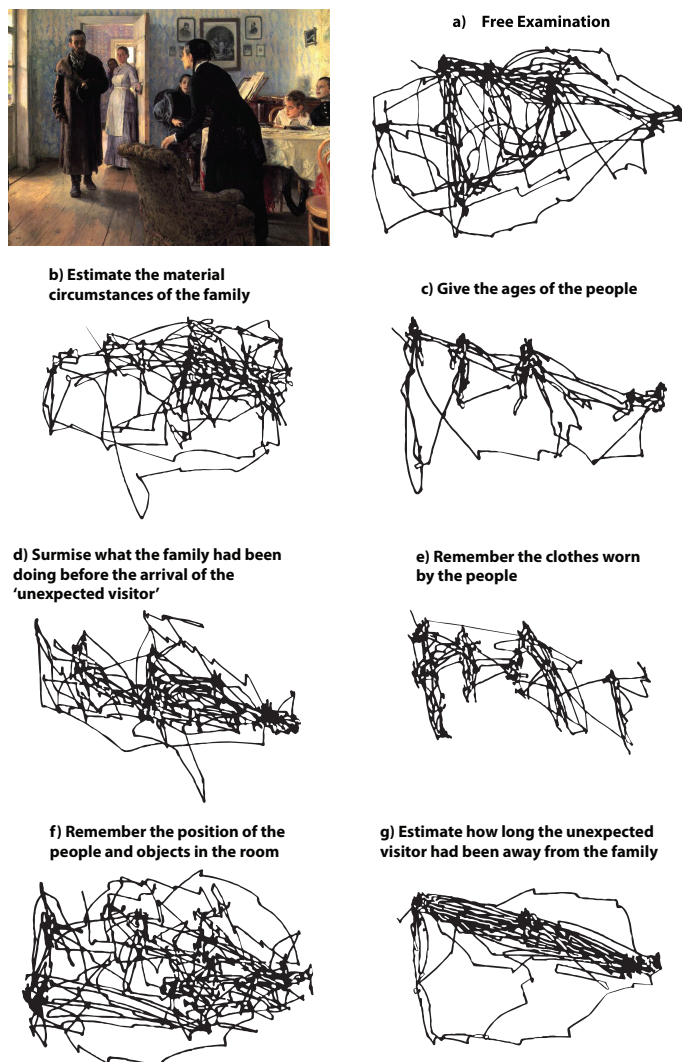 a) Free Examination
b) Estimate the material
circumstances of the family
c) Give the ages of the people
d) Surmise what the family had been
doing before the arrival of the
‘unexpected visitor’
e) Remember the clothes worn
by the people
f) Remember the position of the
people and objects in the room
g) Estimate how long the unexpected
visitor had been away from the family